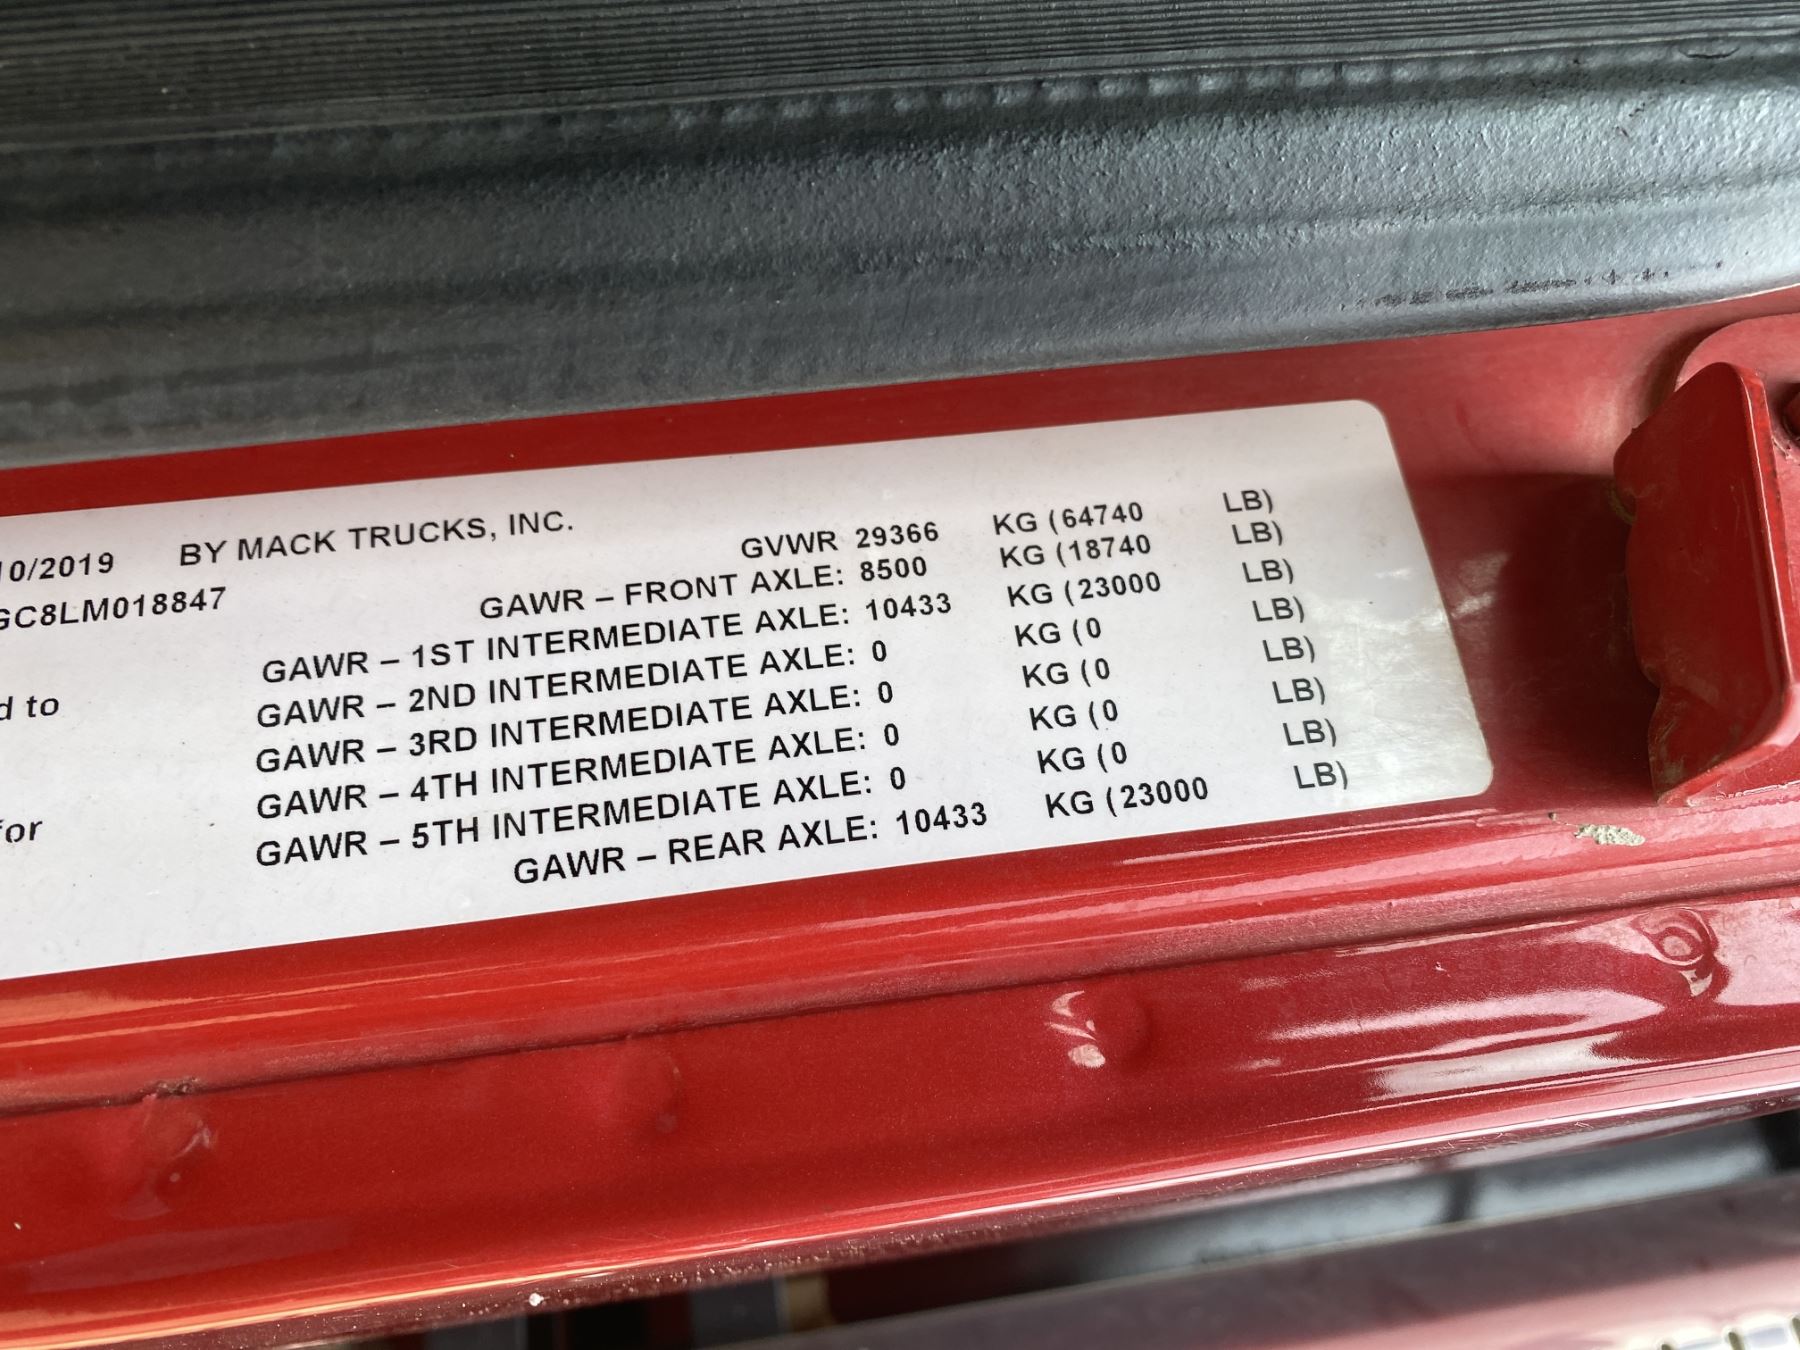 10/2019 BY MACK TRUCKS, INC.
GC8LM018847
GVWR 29366 KG (64740 LB)
GAWR – FRONT AXLE: 8500 KG (18740 LB)
GAWR – 1ST INTERMEDIATE AXLE: 10433 KG (23000 LB)
GAWR – 2ND INTERMEDIATE AXLE: 0 KG (0 LB)
d to
GAWR – 3RD INTERMEDIATE AXLE: 0 KG (0 LB)
GAWR – 4TH INTERMEDIATE AXLE: 0 KG (0 LB)
GAWR – 5TH INTERMEDIATE AXLE: 0 KG (0 LB)
for
GAWR – REAR AXLE: 10433 KG (23000 LB)